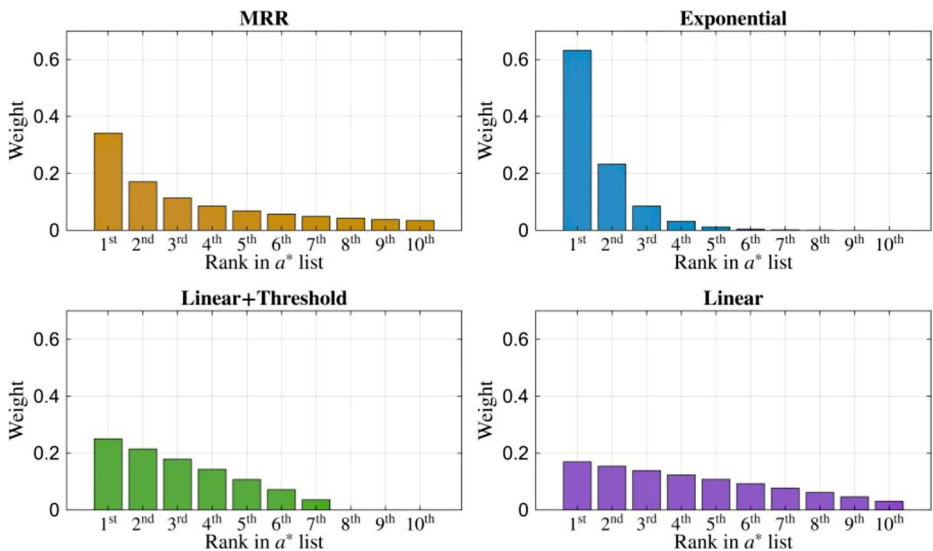 MRR
Weight
0.6
0.4
0.2
0
1st 2nd 3rd 4th 5th 6th 7th 8th 9th 10th
Rank in a* list
Exponential
Weight
0.6
0.4
0.2
0
1st 2nd 3rd 4th 5th 6th 7th 8th 9th 10th
Rank in a* list
Linear+Threshold
Weight
0.6
0.4
0.2
0
1st 2nd 3rd 4th 5th 6th 7th 8th 9th 10th
Rank in a* list
Linear
Weight
0.6
0.4
0.2
0
1st 2nd 3rd 4th 5th 6th 7th 8th 9th 10th
Rank in a* list